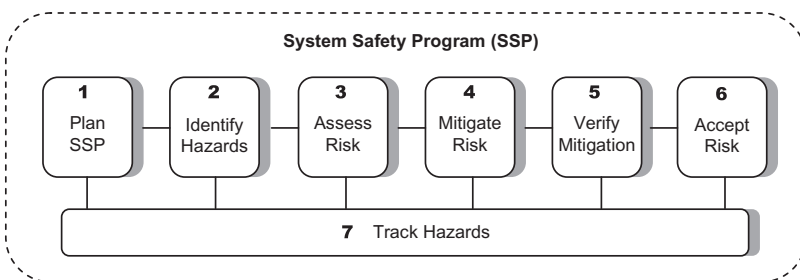 System Safety Program (SSP)
1
Plan
SSP
2
Identify
Hazards
3
Assess
Risk
4
Mitigate
Risk
5
Verify
Mitigation
6
Accept
Risk
7 Track Hazards